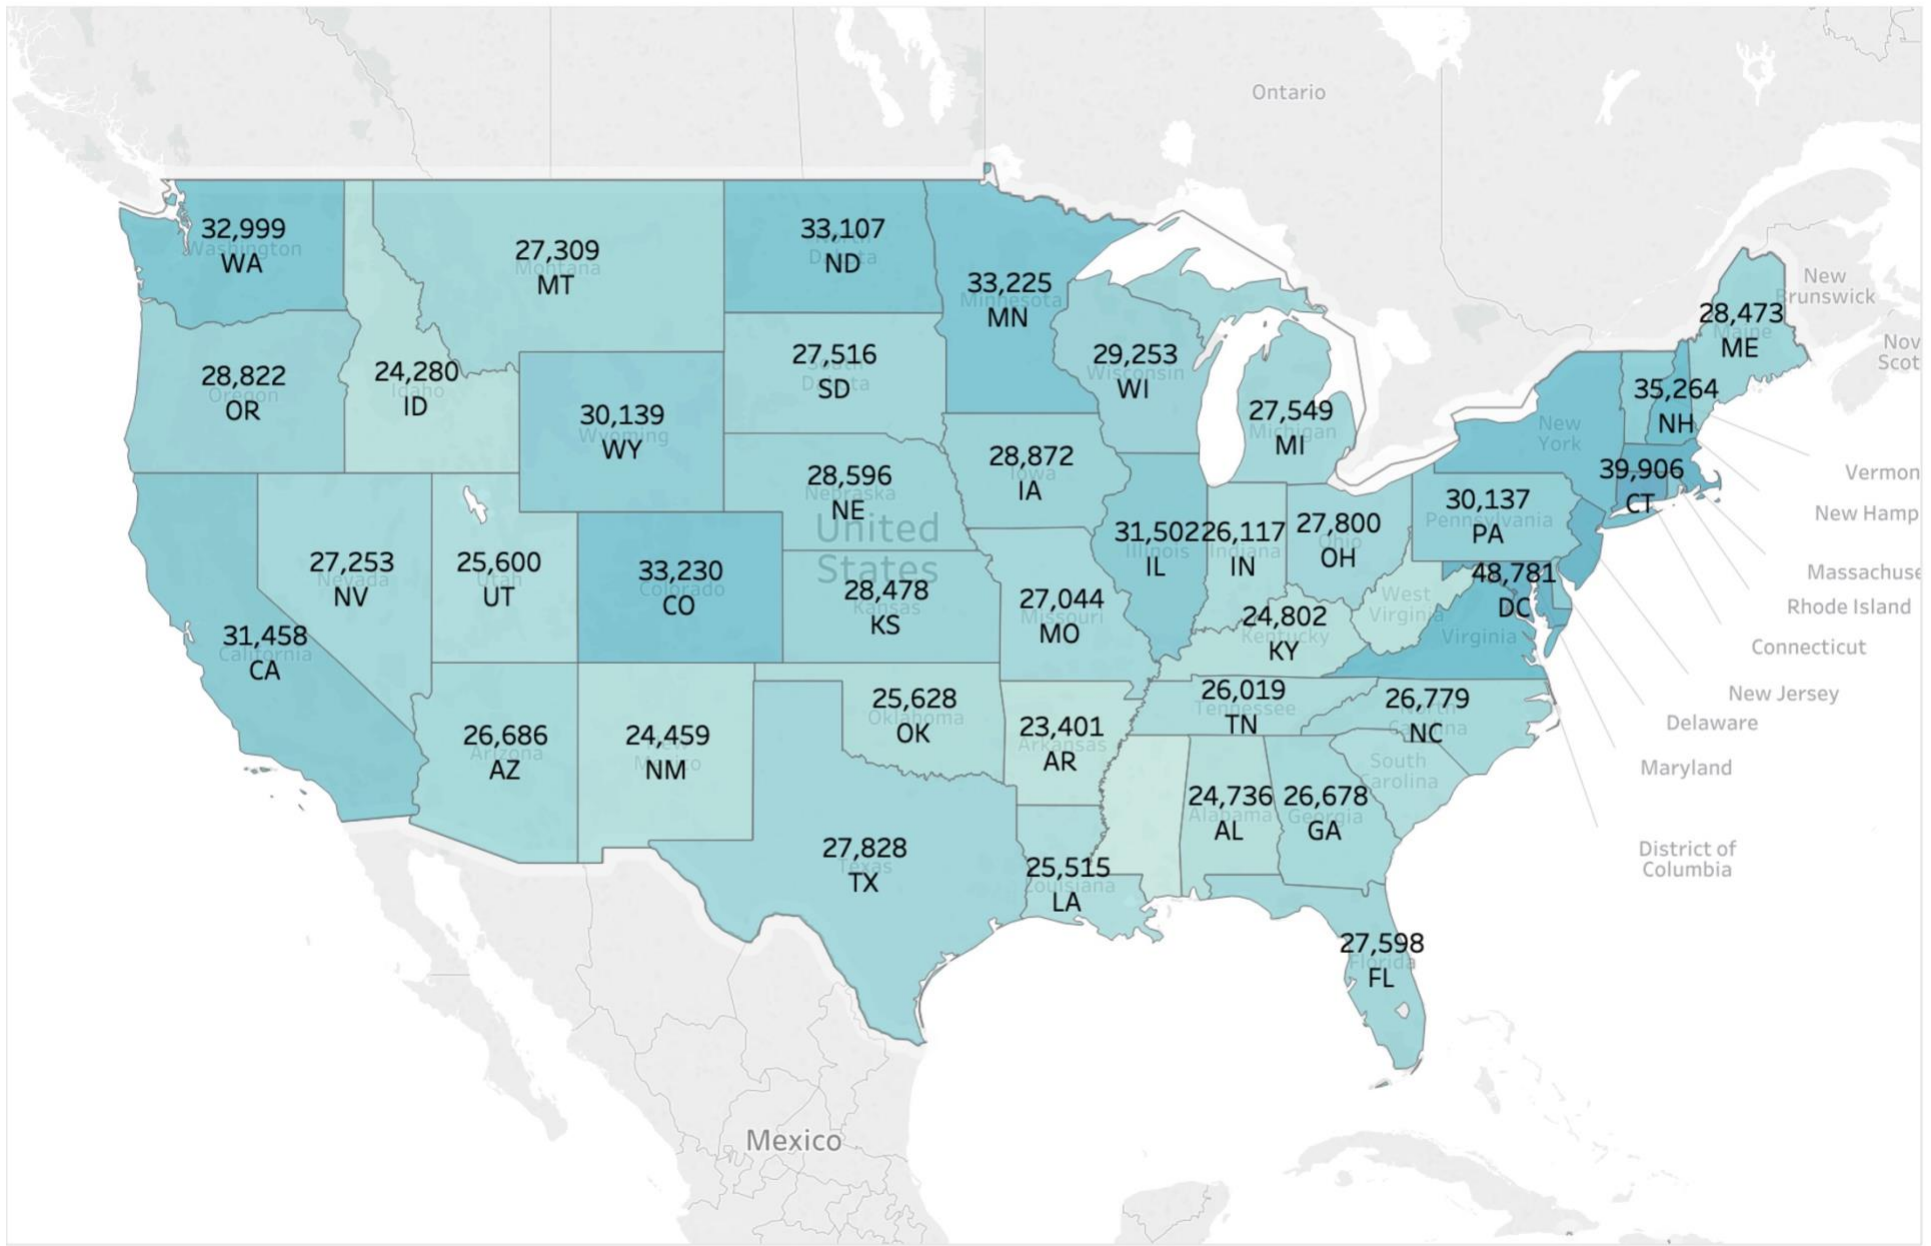 Ontario
32,999
Washington
WA
27,309
Montana
MT
33,107
North
Dakota
ND
33,225
Minnesota
MN
28,473
Maine
ME
New
Brunswick
Nov
Scot
28,822
Oregon
OR
24,280
Idaho
ID
30,139
Wyoming
WY
27,516
South
Dakota
SD
29,253
Wisconsin
WI
27,549
Michigan
MI
New
York
35,264
NH
39,906
CT
28,596
Nebraska
NE
28,872
Iowa
IA
30,137
Pennsylvania
PA
Vermon
New Hamp
Massachuse
Rhode Island
Connecticut
New Jersey
Delaware
Maryland
District of
Columbia
United
States
27,253
Nevada
NV
25,600
Utah
UT
33,230
Colorado
CO
28,478
Kansas
KS
27,044
Missouri
MO
31,502
Illinois
IL
26,117
Indiana
IN
27,800
Ohio
OH
West
Virginia
48,781
DC
Virginia
31,458
California
CA
24,802
Kentucky
KY
26,686
Arizona
AZ
24,459
New
Mexico
NM
25,628
Oklahoma
OK
23,401
Arkansas
AR
26,019
Tennessee
TN
26,779
North
Carolina
NC
South
Carolina
27,828
Texas
TX
25,515
Louisiana
LA
24,736
Alabama
AL
26,678
Georgia
GA
27,598
Florida
FL
Mexico